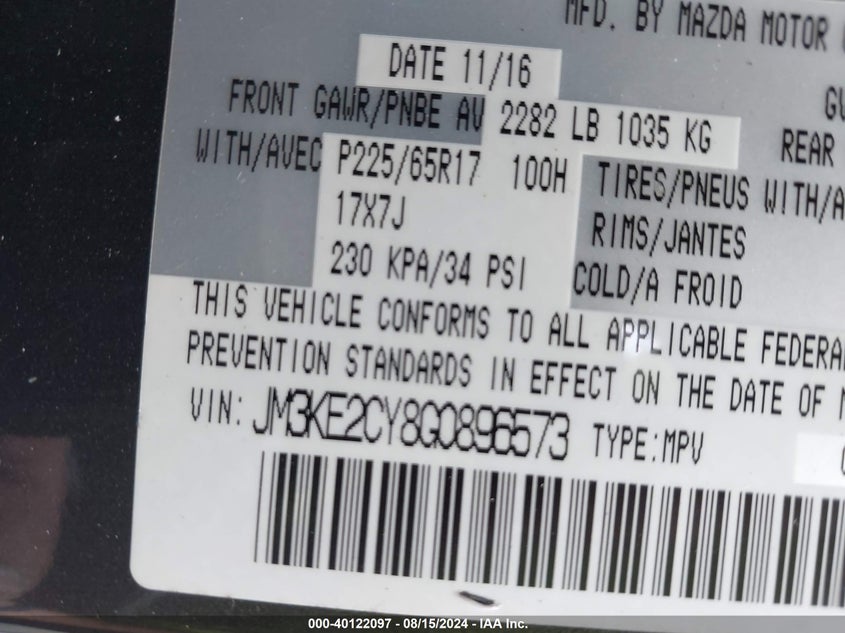 MFD. BY MAZDA MOTOR
DATE 11/16
FRONT GAWR/PNBE AV 2282 LB 1035 KG REAR
WITH/AVEC P225/65R17 100H TIRES/PNEUS WITH/A
17X7J RIMS/JANTES
230 KPA/34 PSI COLD/A FROID
THIS VEHICLE CONFORMS TO ALL APPLICABLE FEDERA
PREVENTION STANDARDS IN EFFECT ON THE DATE OF
VIN: JM3KE2CY8G0896573 TYPE:MPV
000-40122097 - 08/15/2024 - IAA Inc.